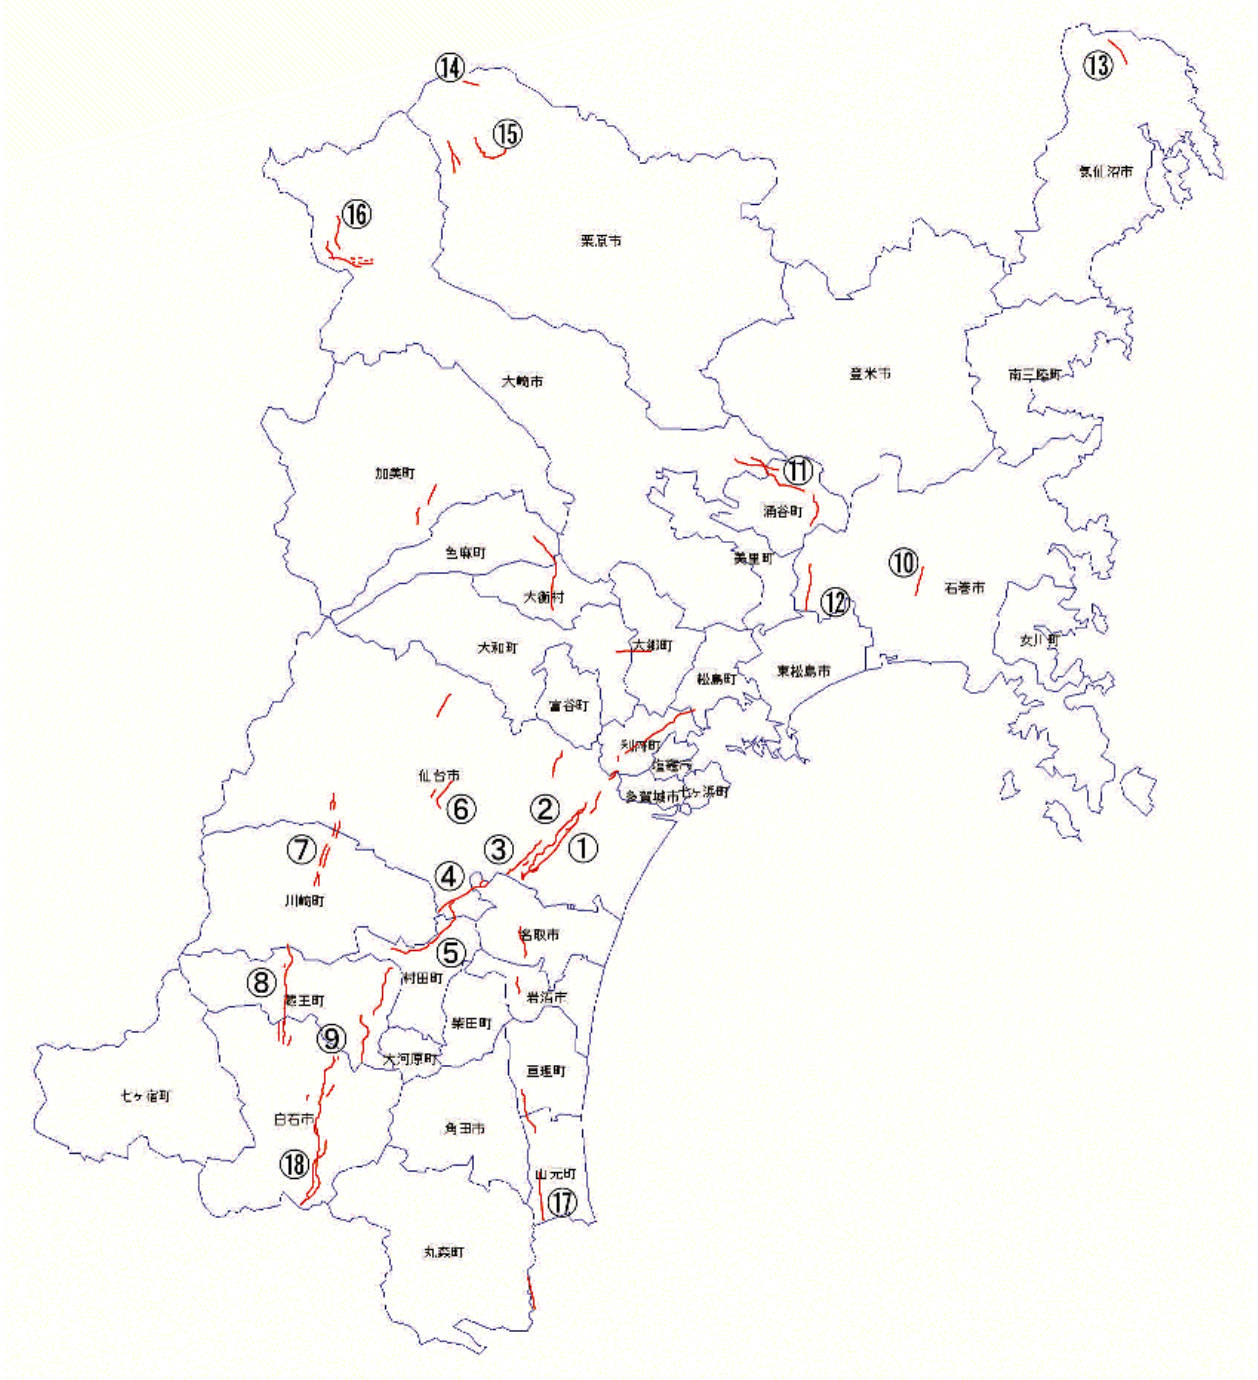 ⑭
⑬
⑮
気仙沼市
⑯
栗原市
登米市
南三陸町
大崎市
加美町
⑪
涌谷町
色麻町
美里町
⑩
石巻市
大衡村
⑫
女川町
大和町
大郷町
東松島市
松島町
富谷町
利府町
塩竈市
仙台市
多賀城市
七ヶ浜町
⑥
②
③
①
⑦
④
川崎町
名取市
⑤
⑧
村田町
岩沼市
蔵王町
柴田町
⑨
大河原町
亘理町
七ヶ宿町
白石市
角田市
⑱
山元町
⑰
丸森町